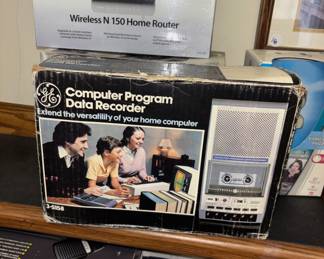 Wireless N 150 Home Router
GE
Computer Program
Data Recorder
Extend the versatility of your home computer
3-5158